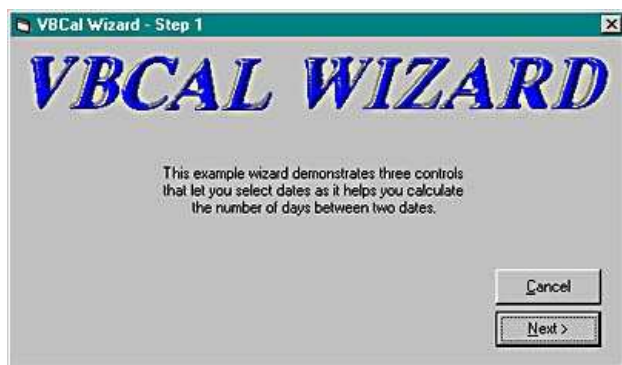 VBCal Wizard - Step 1
VBCAL WIZARD
This example wizard demonstrates three controls
that let you select dates as it helps you calculate
the number of days between two dates.
Cancel
Next >